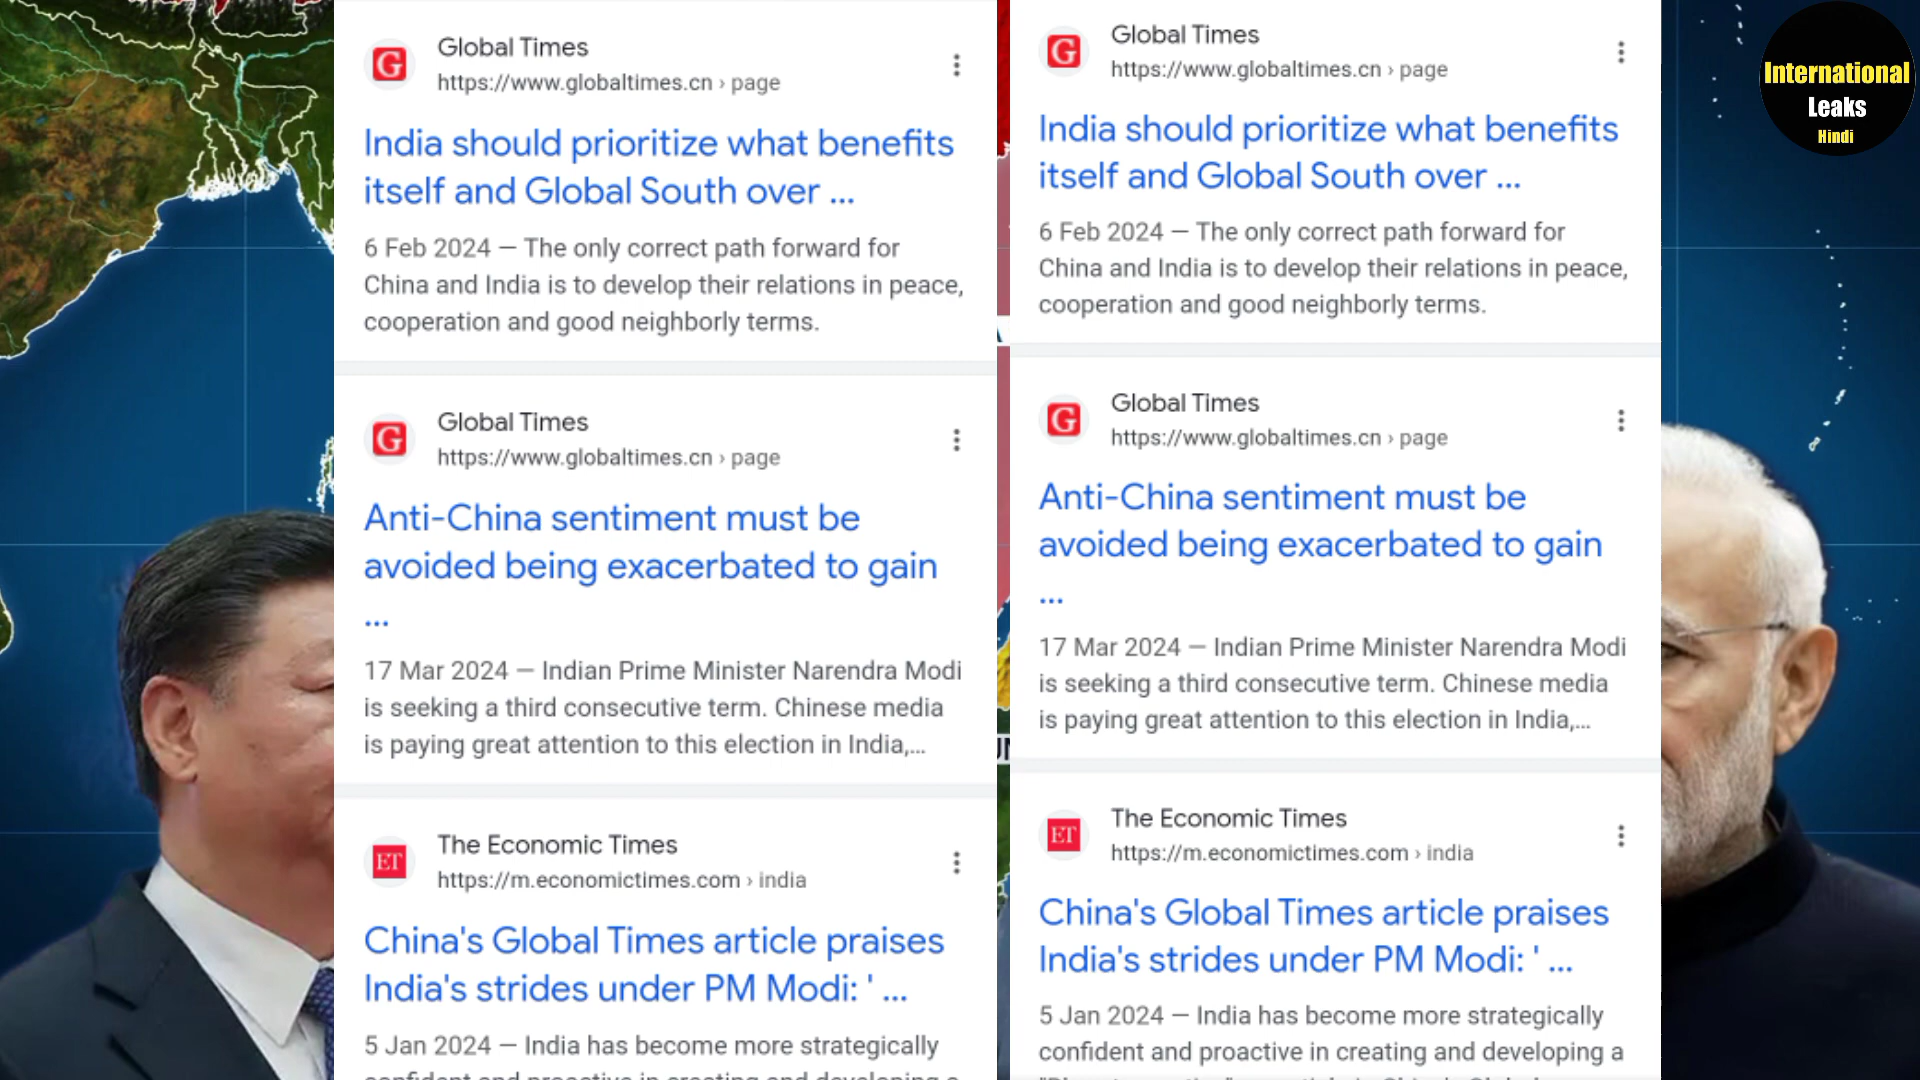 Global Times
https://www.globaltimes.cn › page
India should prioritize what benefits
itself and Global South over ...
6 Feb 2024 — The only correct path forward for
China and India is to develop their relations in peace,
cooperation and good neighborly terms.
Global Times
https://www.globaltimes.cn › page
Anti-China sentiment must be
avoided being exacerbated to gain
...
17 Mar 2024 — Indian Prime Minister Narendra Modi
is seeking a third consecutive term. Chinese media
is paying great attention to this election in India,...
The Economic Times
https://m.economictimes.com › india
China's Global Times article praises
India's strides under PM Modi: ' ...
5 Jan 2024 — India has become more strategically
Global Times
https://www.globaltimes.cn › page
India should prioritize what benefits
itself and Global South over ...
6 Feb 2024 — The only correct path forward for
China and India is to develop their relations in peace,
cooperation and good neighborly terms.
Global Times
https://www.globaltimes.cn › page
Anti-China sentiment must be
avoided being exacerbated to gain
...
17 Mar 2024 — Indian Prime Minister Narendra Modi
is seeking a third consecutive term. Chinese media
is paying great attention to this election in India,...
The Economic Times
https://m.economictimes.com › india
China's Global Times article praises
India's strides under PM Modi: ' ...
5 Jan 2024 — India has become more strategically
confident and proactive in creating and developing a
International
Leaks
Hindi
G
G
ET
G
G
ET